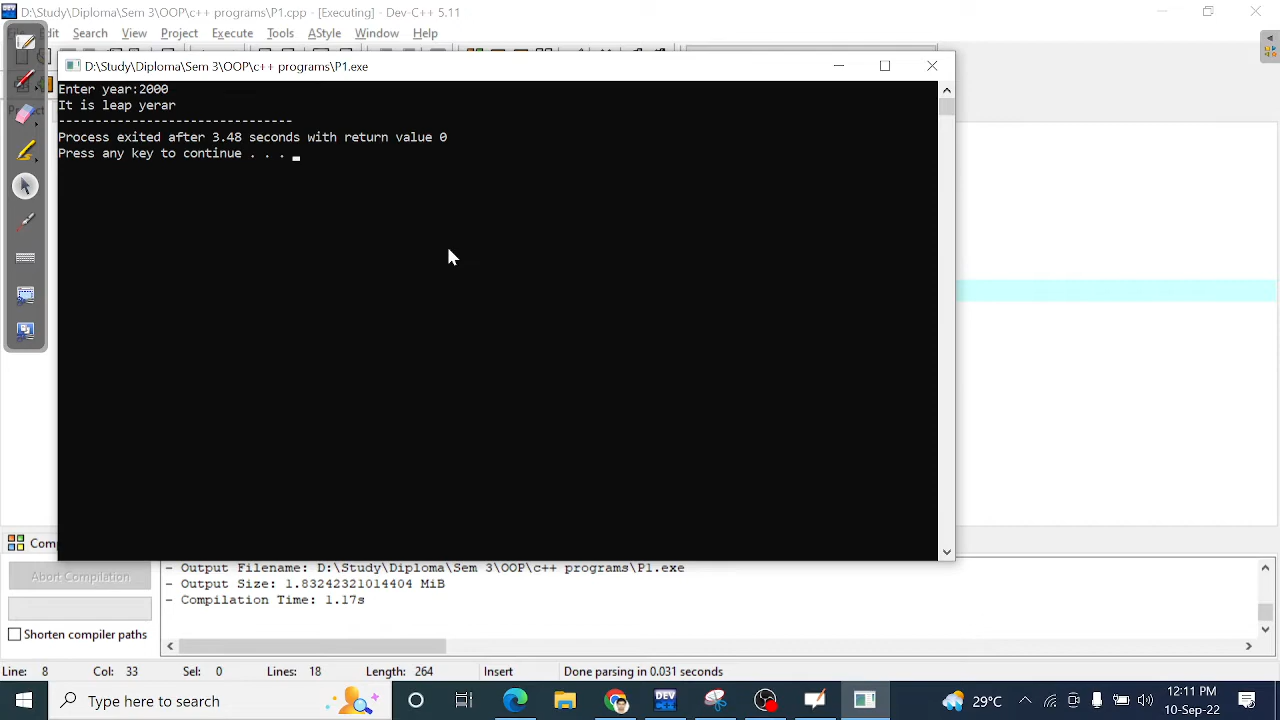 D:\Study\Diploma\Sem 3\OOP\c++ programs\P1.cpp - [Executing] - Dev-C++ 5.11
Search View Project Execute Tools AStyle Window Help
D:\Study\Diploma\Sem 3\OOP\c++ programs\P1.exe
Enter year:2000
It is leap yerar
--------------------------------
Process exited after 3.48 seconds with return value 0
Press any key to continue . . .
- Output Filename: D:\Study\Diploma\Sem 3\OOP\c++ programs\P1.exe
Abort Compilation
- Output Size: 1.83242321014404 MiB
- Compilation Time: 1.17s
Shorten compiler paths
Line: 8 Col: 33 Sel: 0 Lines: 18 Length: 264 Insert Done parsing in 0.031 seconds
Type here to search
DEV C++
29°C
12:11 PM
10-Sep-22